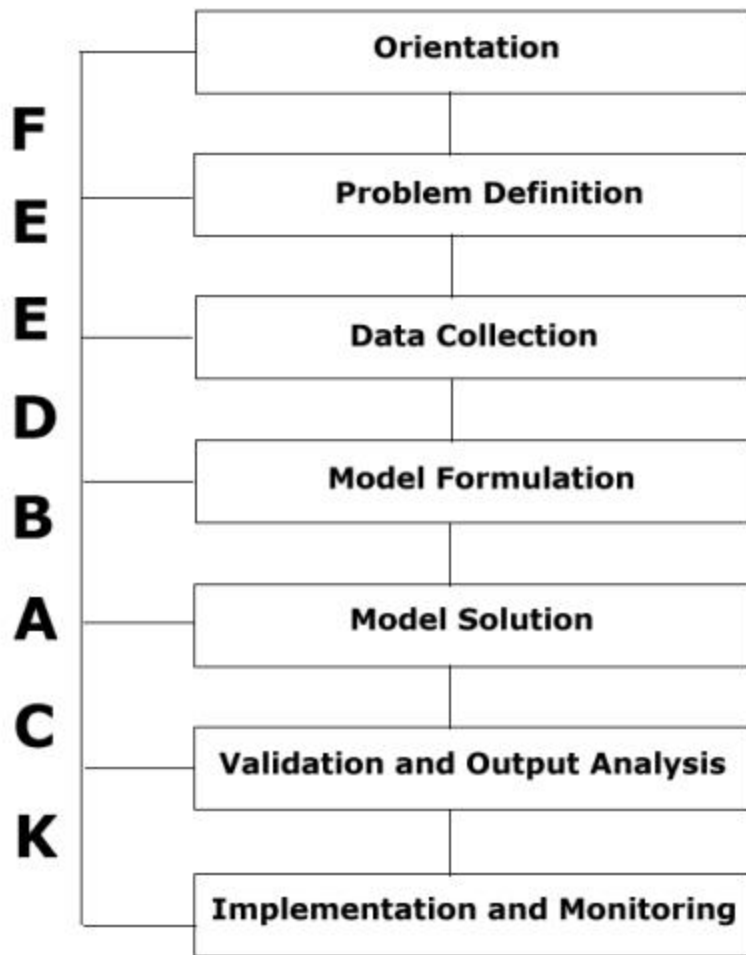 Orientation
Problem Definition
Data Collection
Model Formulation
Model Solution
Validation and Output Analysis
Implementation and Monitoring
F
E
E
D
B
A
C
K